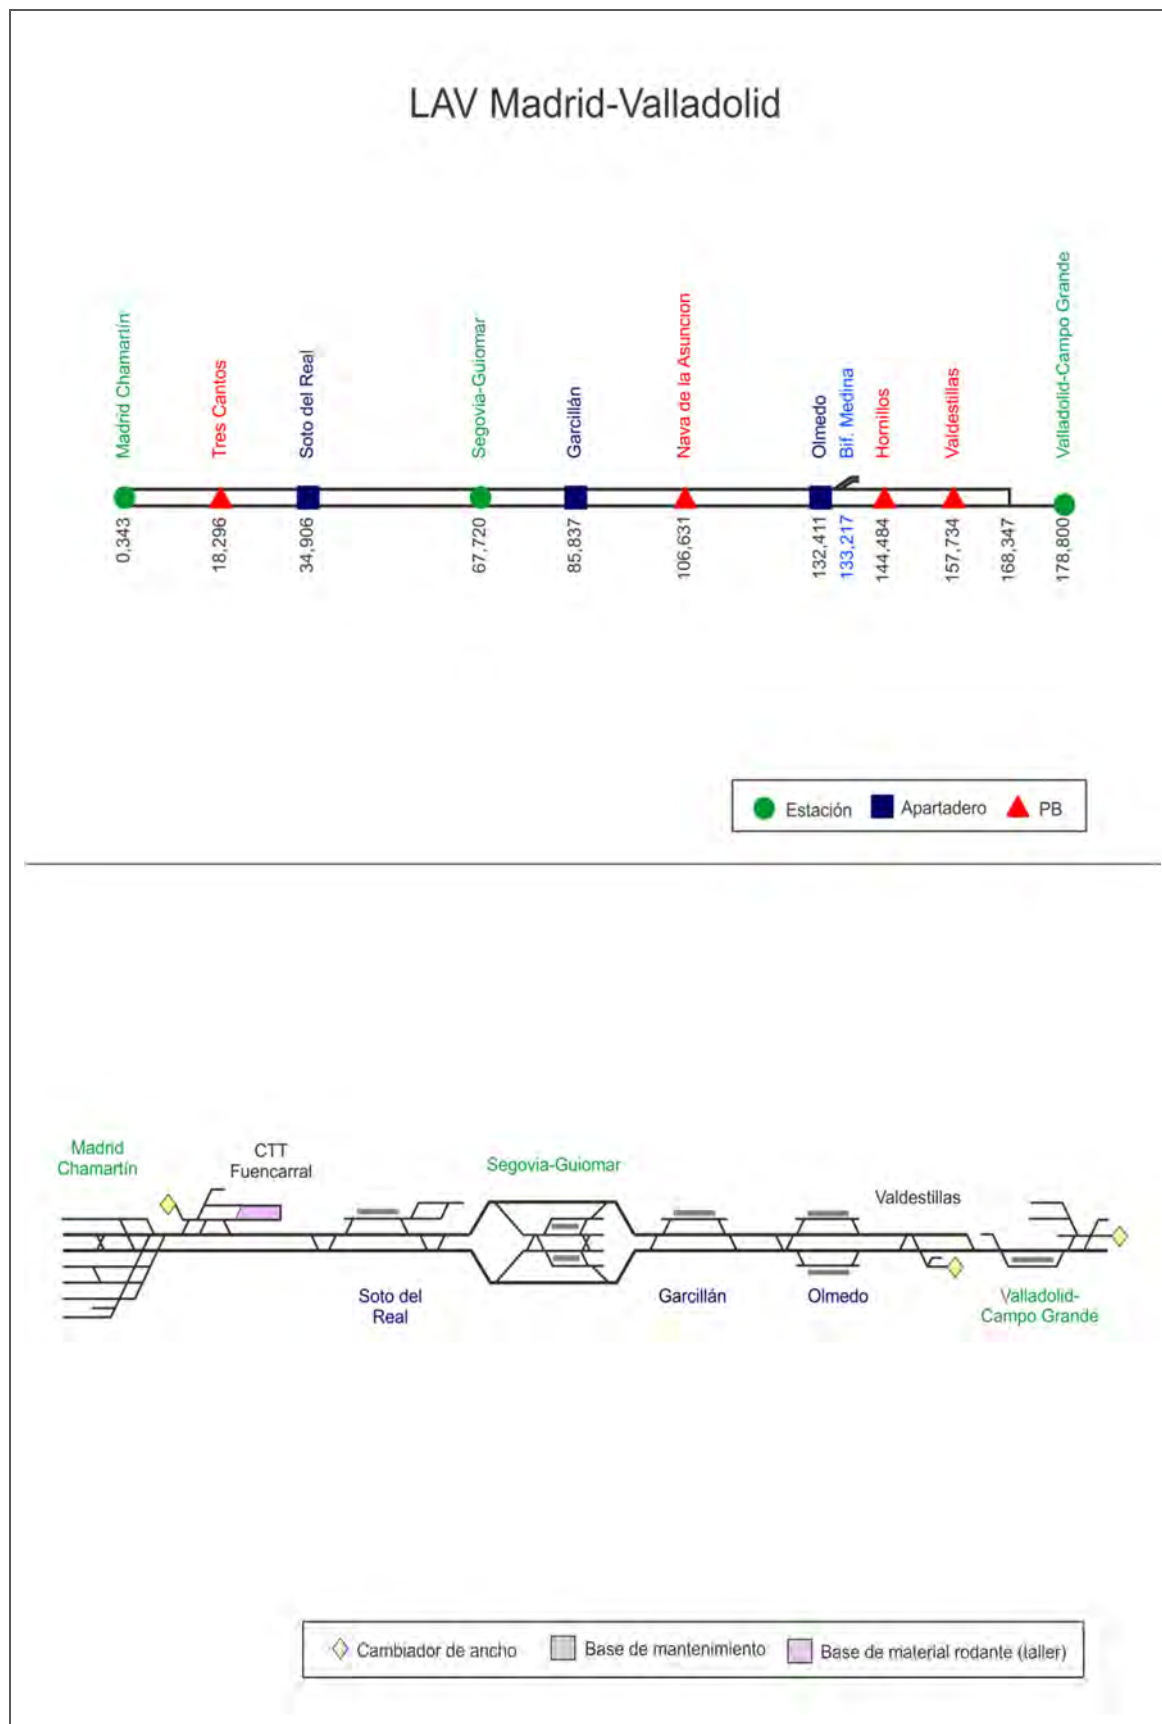 LAV Madrid-Valladolid
Madrid Chamartín
Tres Cantos
Soto del Real
Segovia-Guiomar
Garcillán
Nava de la Asuncion
Olmedo
Bif. Medina
Hornillos
Valdestillas
Valladolid-Campo Grande
0,343
18,296
34,906
67,720
85,837
106,631
132,411
133,217
144,484
157,734
168,347
178,800
Estación
Apartadero
PB
Madrid
Chamartín
CTT
Fuencarral
Segovia-Guiomar
Valdestillas
Soto del
Real
Garcillán
Olmedo
Valladolid-
Campo Grande
Cambiador de ancho
Base de mantenimiento
Base de material rodante (taller)